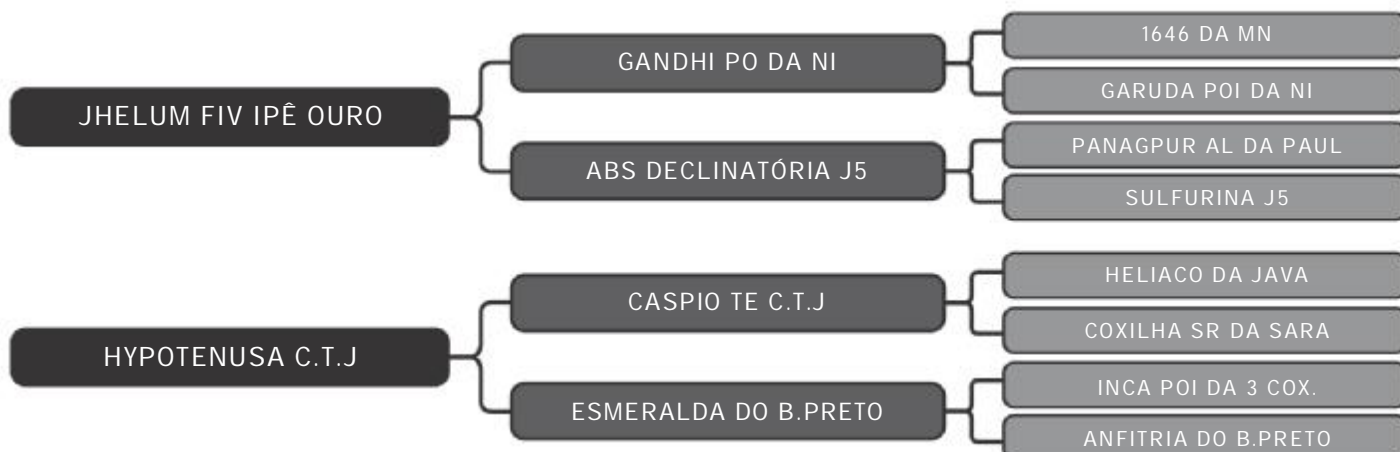 JHELUM FIV IPÊ OURO
GANDHI PO DA NI
1646 DA MN
GARUDA POI DA NI
ABS DECLINATÓRIA J5
PANAGPUR AL DA PAUL
SULFURINA J5
HYPOTENUSA C.T.J
CASPIO TE C.T.J
HELIACO DA JAVA
COXILHA SR DA SARA
ESMERALDA DO B.PRETO
INCA POI DA 3 COX.
ANFITRIA DO B.PRETO